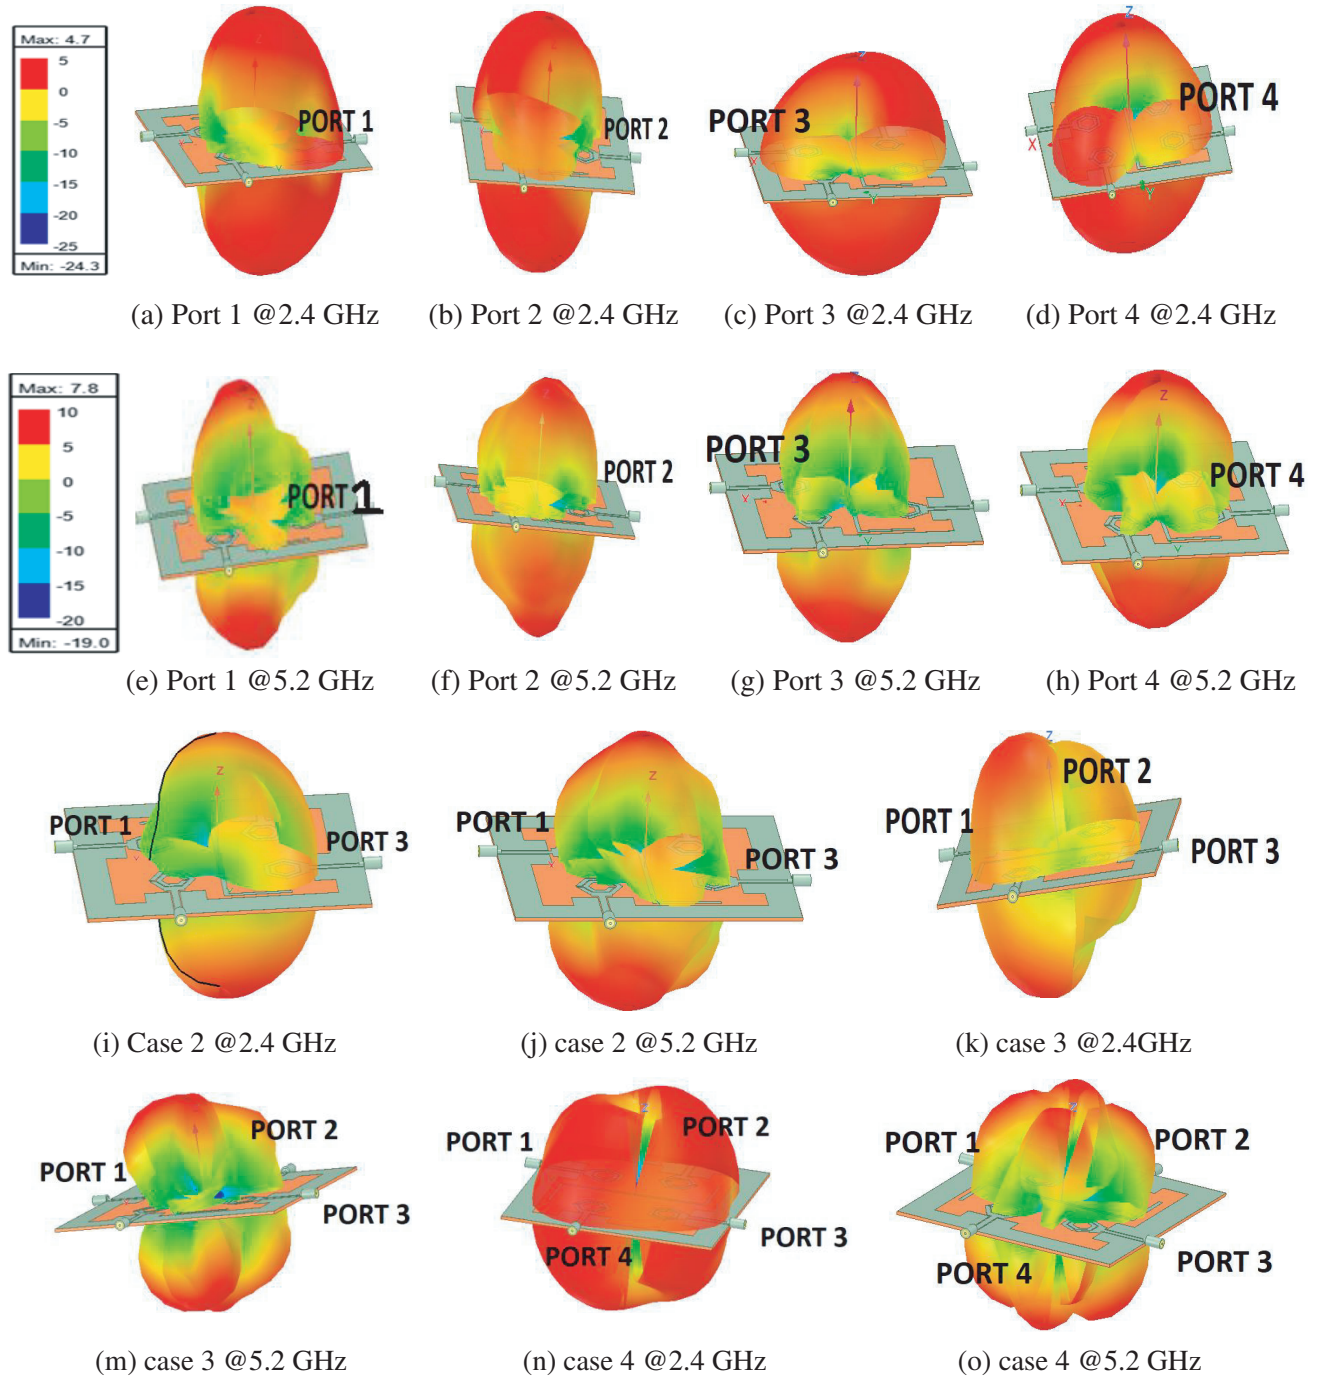 Max: 4.7
5
0
-5
-10
-15
-20
-25
Min: -24.3
PORT 1
PORT 2
Z
PORT 3
X
Y
Z
PORT 4
X
Y
(a) Port 1 @2.4 GHz
(b) Port 2 @2.4 GHz
(c) Port 3 @2.4 GHz
(d) Port 4 @2.4 GHz
Max: 7.8
10
5
0
-5
-10
-15
-20
Min: -19.0
PORT 1
PORT 2
Z
PORT 3
Y
Z
PORT 4
X
Y
(e) Port 1 @5.2 GHz
(f) Port 2 @5.2 GHz
(g) Port 3 @5.2 GHz
(h) Port 4 @5.2 GHz
Z
PORT 1
PORT 3
Z
PORT 1
PORT 3
Z
PORT 2
PORT 1
PORT 3
(i) Case 2 @2.4 GHz
(j) case 2 @5.2 GHz
(k) case 3 @2.4GHz
PORT 2
PORT 1
PORT 3
Z
PORT 2
PORT 1
PORT 3
PORT 4
PORT 1
PORT 2
PORT 3
PORT 4
(m) case 3 @5.2 GHz
(n) case 4 @2.4 GHz
(o) case 4 @5.2 GHz